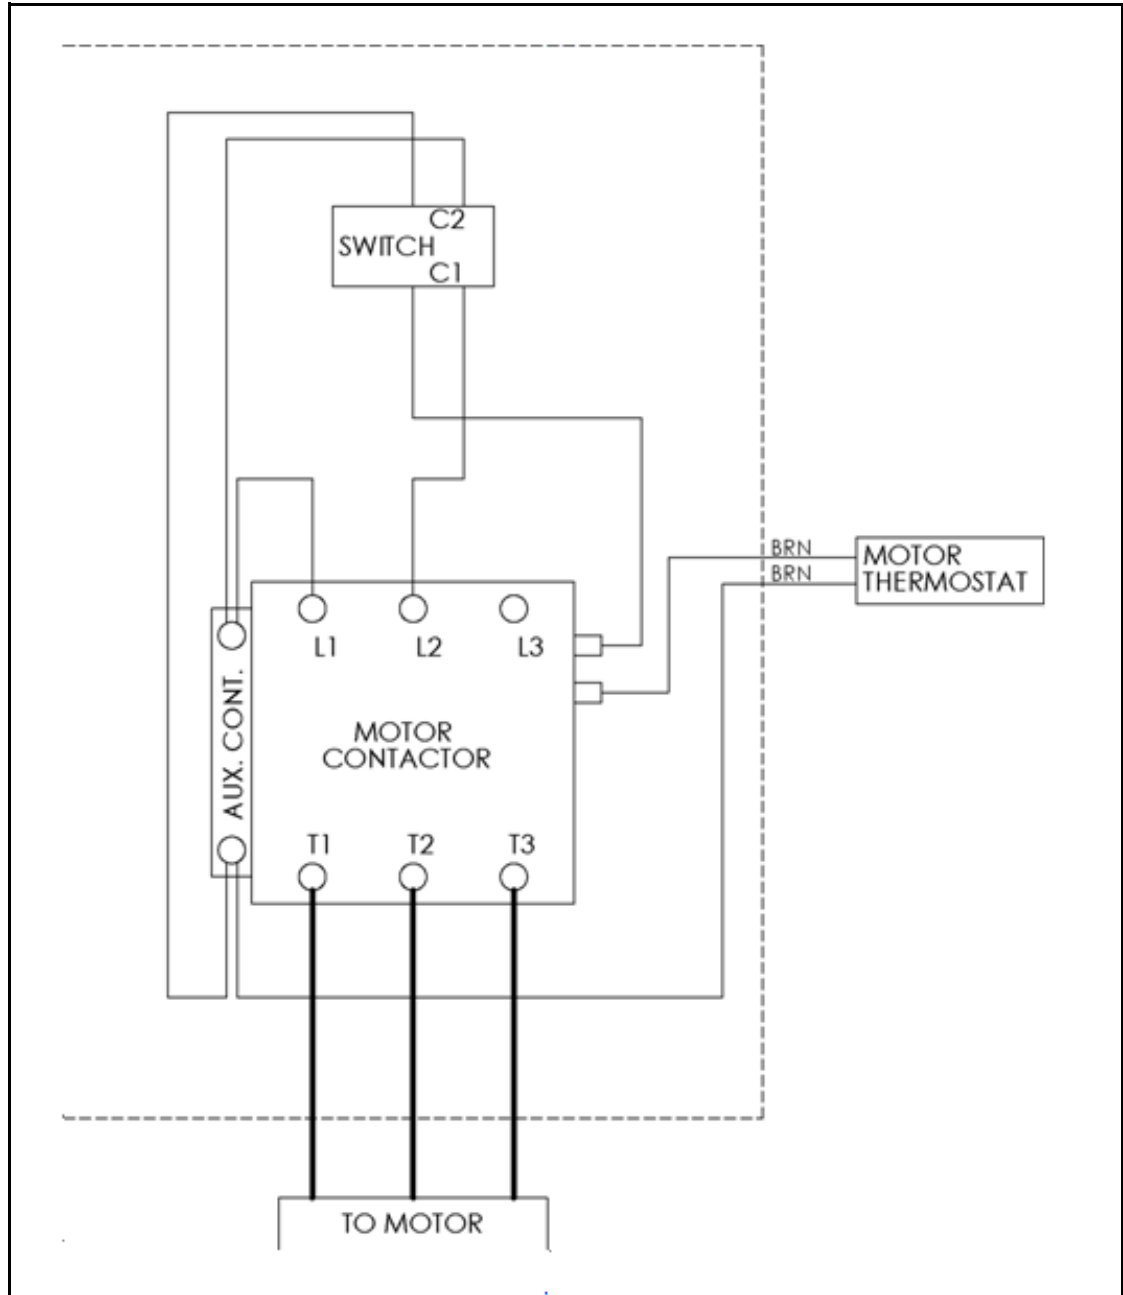 C2
SWITCH
C1
BRN
BRN
MOTOR
THERMOSTAT
L1
L2
L3
AUX. CONT.
MOTOR
CONTACTOR
T1
T2
T3
TO MOTOR